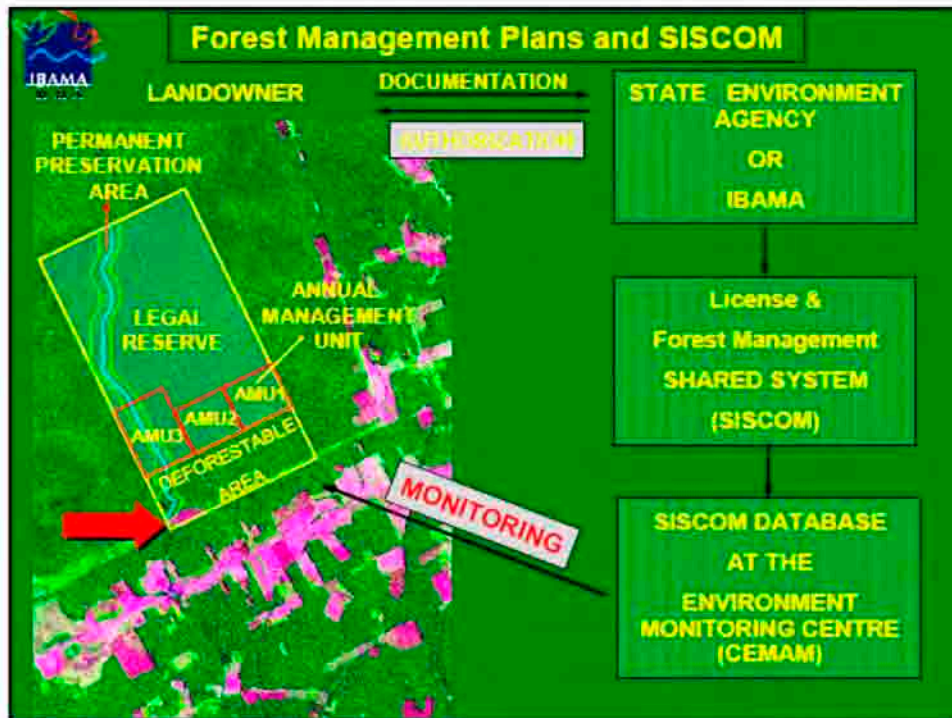 Forest Management Plans and SISCOM
IBAMA
LANDOWNER
DOCUMENTATION
AUTHORIZATION
STATE ENVIRONMENT
AGENCY
OR
IBAMA
PERMANENT
PRESERVATION
AREA
LEGAL
RESERVE
ANNUAL
MANAGEMENT
UNIT
AMU3
AMU2
AMU1
DEFORESTABLE
AREA
License &
Forest Management
SHARED SYSTEM
(SISCOM)
MONITORING
SISCOM DATABASE
AT THE
ENVIRONMENT
MONITORING CENTRE
(CEMAM)